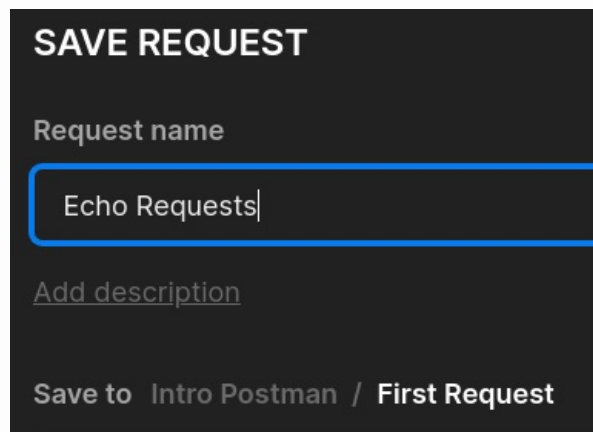 SAVE REQUEST
Request name
Echo Requests
Add description
Save to Intro Postman / First Request